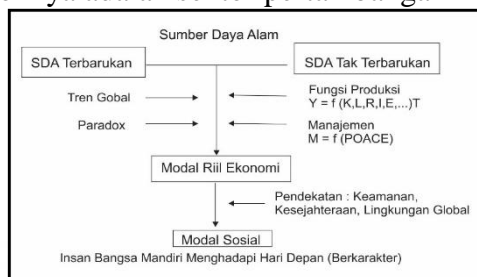 Sumber Daya Alam
SDA Terbarukan
SDA Tak Terbarukan
Tren Gobal
Fungsi Produksi
Y = f (K,L,R,I,E,...)T
Paradox
Manajemen
M = f (POACE)
Modal Riil Ekonomi
Pendekatan : Keamanan,
Kesejahteraan, Lingkungan Global
Modal Sosial
Insan Bangsa Mandiri Menghadapi Hari Depan (Berkarakter)